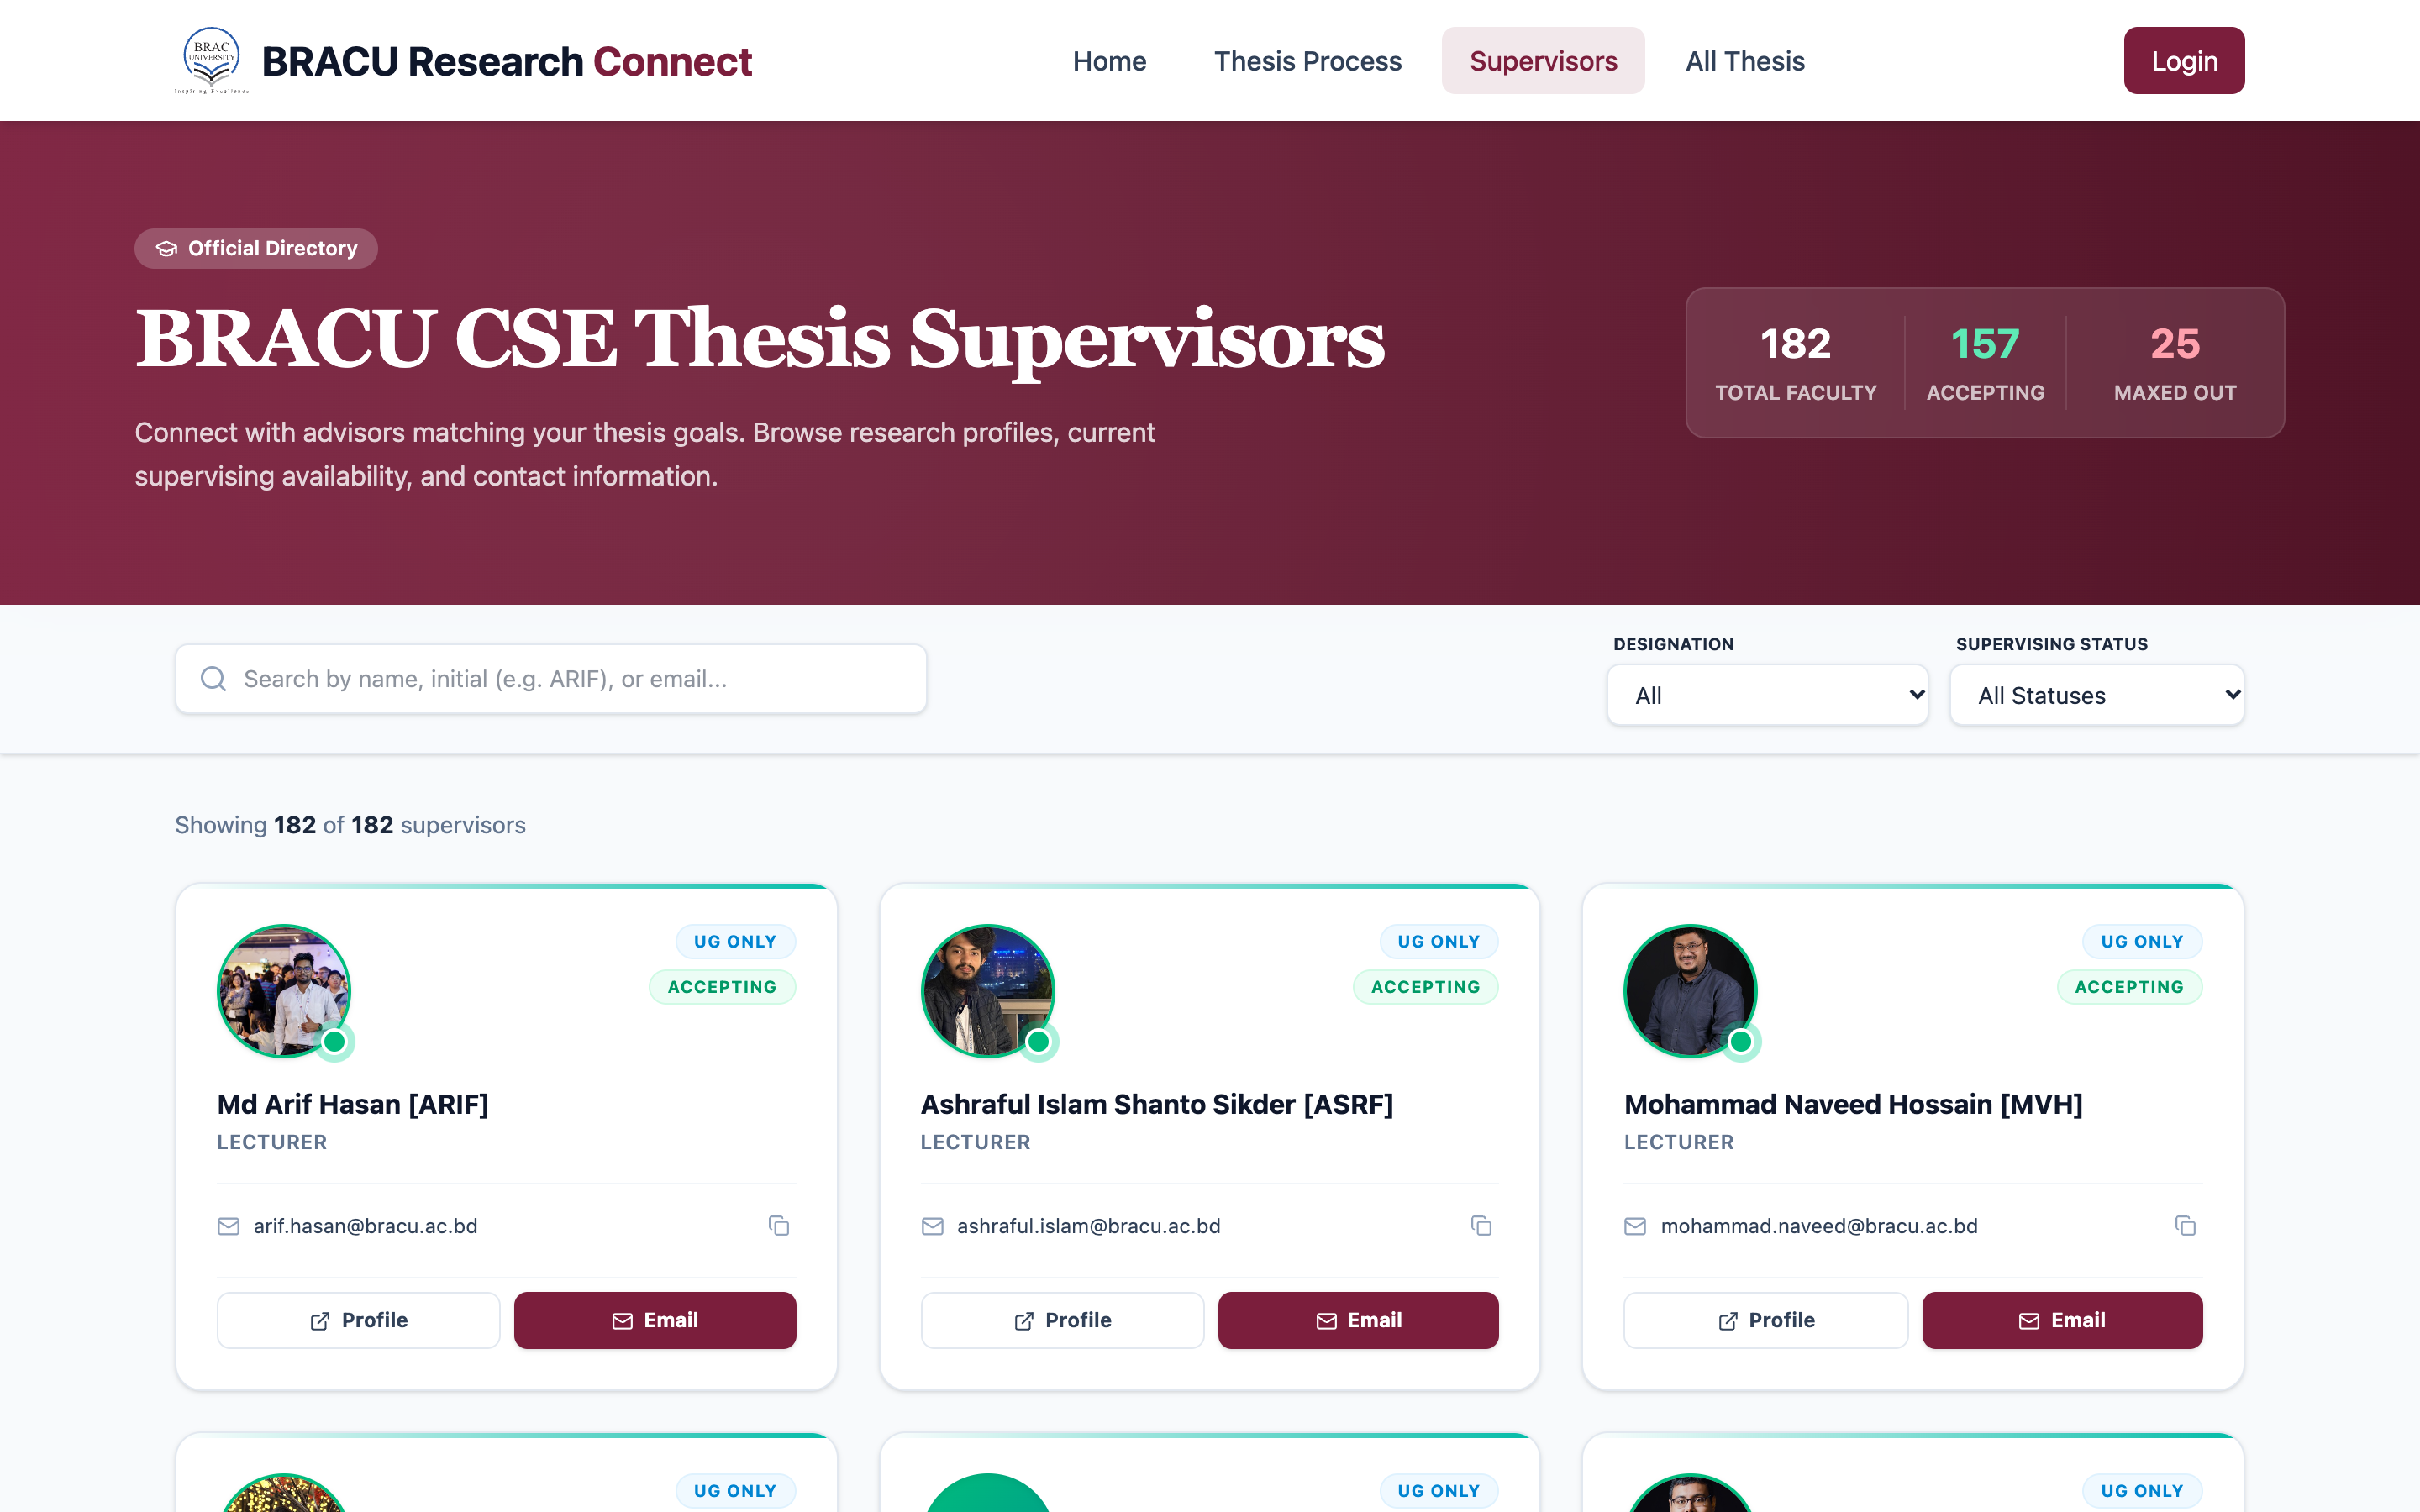 BRAC
UNIVERSITY
Inspiring Excellence
BRACU Research Connect
Home
Thesis Process
Supervisors
All Thesis
Login
Official Directory
BRACU CSE Thesis Supervisors
Connect with advisors matching your thesis goals. Browse research profiles, current
supervising availability, and contact information.
182
TOTAL FACULTY
157
ACCEPTING
25
MAXED OUT
Search by name, initial (e.g. ARIF), or email...
DESIGNATION
All
SUPERVISING STATUS
All Statuses
Showing 182 of 182 supervisors
UG ONLY
ACCEPTING
Md Arif Hasan [ARIF]
LECTURER
arif.hasan@bracu.ac.bd
Profile
Email
UG ONLY
ACCEPTING
Ashraful Islam Shanto Sikder [ASRF]
LECTURER
ashraful.islam@bracu.ac.bd
Profile
Email
UG ONLY
ACCEPTING
Mohammad Naveed Hossain [MVH]
LECTURER
mohammad.naveed@bracu.ac.bd
Profile
Email
UG ONLY
UG ONLY
UG ONLY